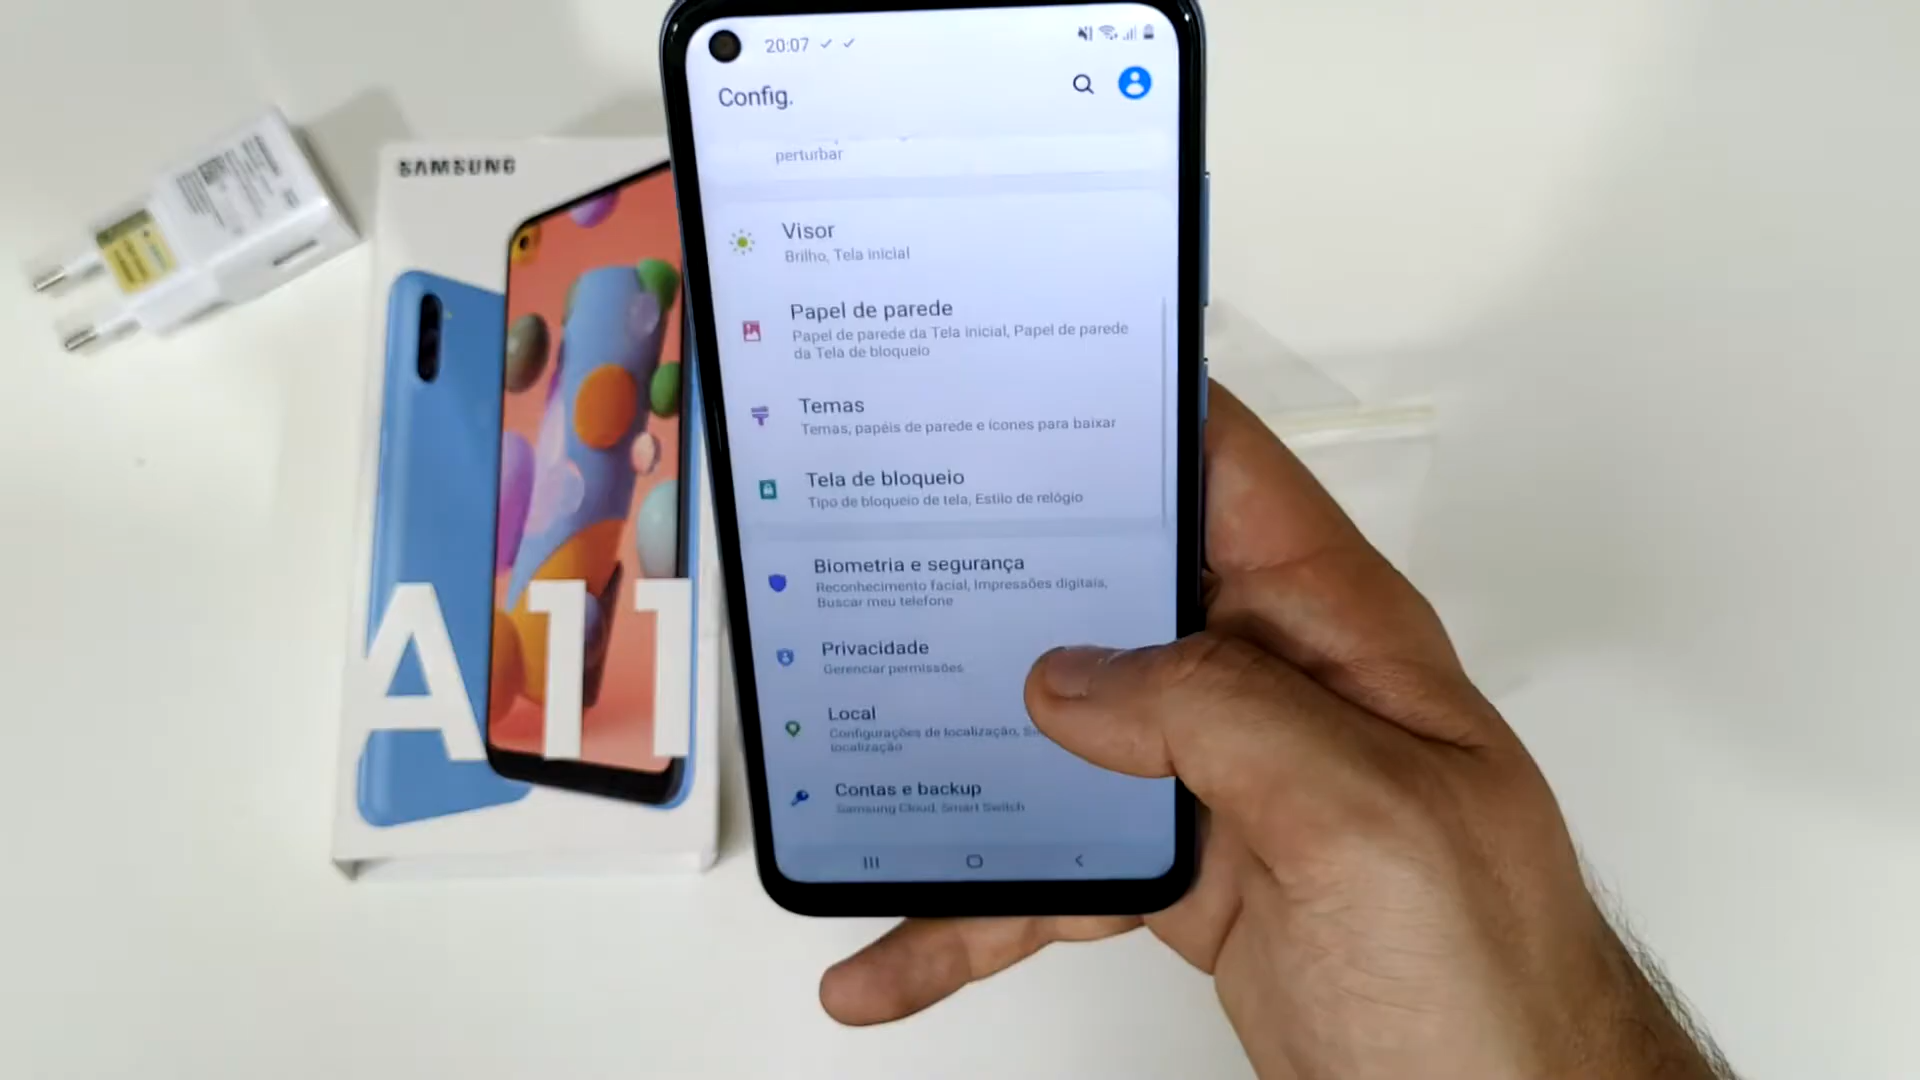 20:07
Config.
perturbar
Visor
Brilho, Tela inicial
Papel de parede
Papel de parede da Tela Inicial, Papel de parede
da Tela de bloqueio
Temas
Temas, papéis de parede e ícones para baixar
Tela de bloqueio
Tipo de bloqueio de tela, Estilo de relógio
Biometria e segurança
Reconhecimento facial, Impressões digitais,
Buscar meu telefone
Privacidade
Gerenciar permissões
Local
Configurações de localização,
localização
Contas e backup
Samsung Cloud, Smart Switch
SAMSUNG
A11